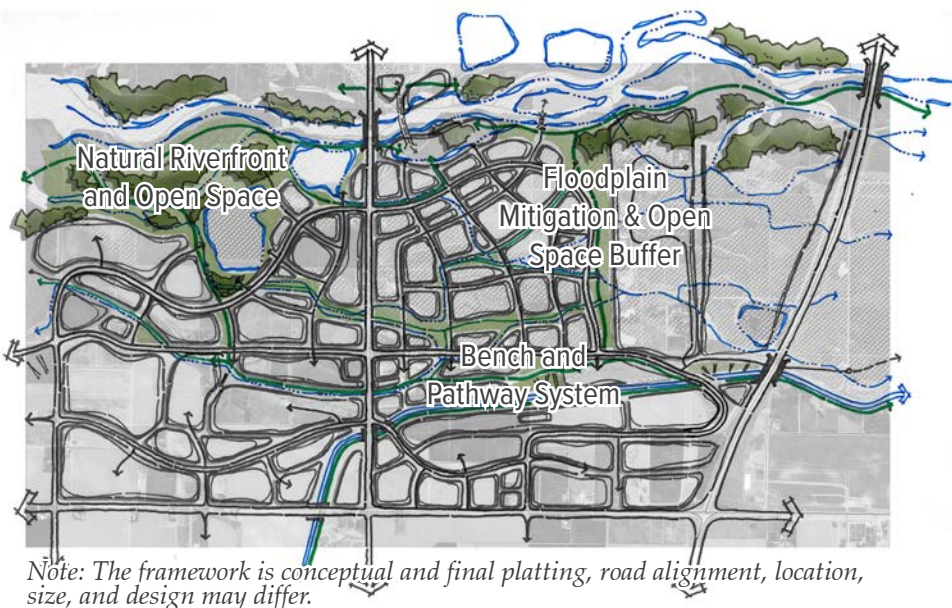 Natural Riverfront
and Open Space
Floodplain
Mitigation & Open
Space Buffer
Bench and
Pathway System
Note: The framework is conceptual and final platting, road alignment, location,
size, and design may differ.